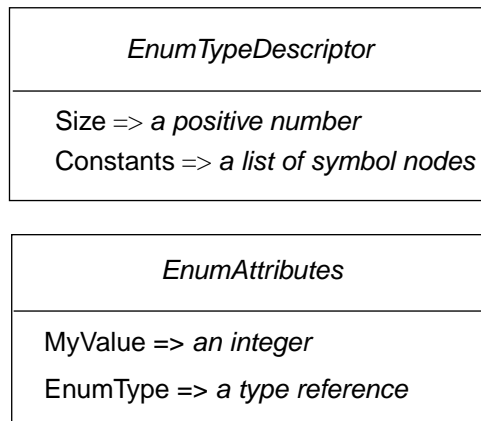 EnumTypeDescriptor
Size => a positive number
Constants => a list of symbol nodes
EnumAttributes
MyValue => an integer
EnumType => a type reference